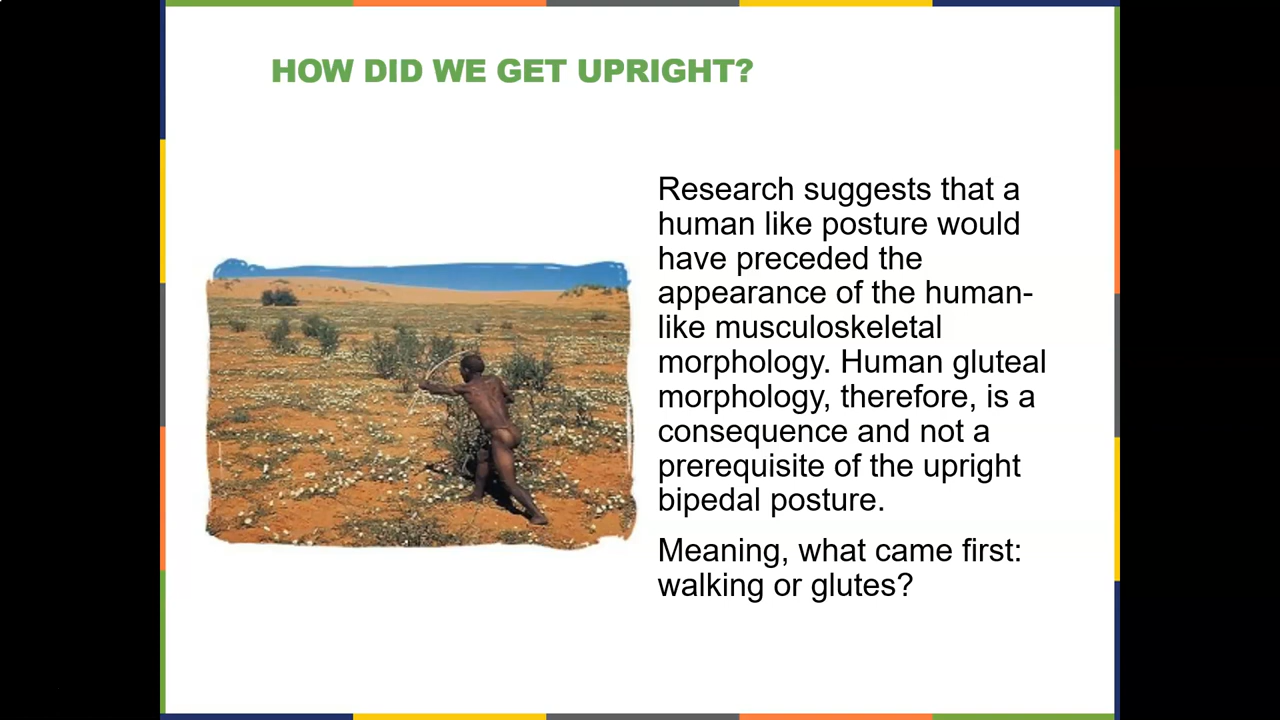 HOW DID WE GET UPRIGHT?
Research suggests that a
human like posture would
have preceded the
appearance of the human-
like musculoskeletal
morphology. Human gluteal
morphology, therefore, is a
consequence and not a
prerequisite of the upright
bipedal posture.
Meaning, what came first:
walking or glutes?